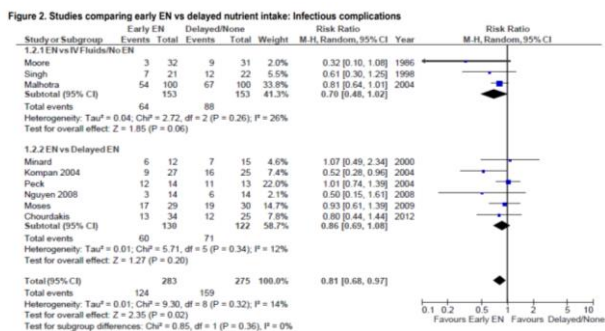 Figure 2. Studies comparing early EN vs delayed nutrient intake: Infectious complications
Early EN Delayed/None Risk Ratio Risk Ratio
Study or Subgroup Events Total Events Total Weight M-H, Random, 95% CI Year M-H, Random, 95% CI
1.2.1 EN vs IV Fluids/No EN
Moore 3 32 9 31 2.0% 0.32 [0.10, 1.08] 1986
Singh 7 21 12 22 5.5% 0.61 [0.30, 1.25] 1998
Malhotra 54 100 67 100 33.8% 0.81 [0.64, 1.01] 2004
Subtotal (95% CI) 153 153 41.3% 0.70 [0.48, 1.02]
Total events 64 88
Heterogeneity: Tau² = 0.04; Chi² = 2.72, df = 2 (P = 0.26); I² = 26%
Test for overall effect: Z = 1.85 (P = 0.06)
1.2.2 EN vs Delayed EN
Minard 6 12 7 15 5.0% 1.07 [0.49, 2.34] 2000
Kompan 2004 9 27 16 25 6.6% 0.52 [0.28, 0.96] 2004
Peck 12 14 11 13 22.0% 1.01 [0.74, 1.39] 2004
Nguyen 2008 3 14 6 14 2.1% 0.50 [0.15, 1.61] 2008
Moses 17 29 19 30 14.0% 0.93 [0.61, 1.39] 2009
Chourdakis 13 34 12 25 8.9% 0.80 [0.44, 1.44] 2012
Subtotal (95% CI) 130 122 58.7% 0.86 [0.69, 1.08]
Total events 60 71
Heterogeneity: Tau² = 0.01; Chi² = 5.71, df = 5 (P = 0.34); I² = 12%
Test for overall effect: Z = 1.27 (P = 0.20)
Total (95% CI) 283 275 100.0% 0.81 [0.68, 0.97]
Total events 124 159
Heterogeneity: Tau² = 0.01; Chi² = 9.30, df = 8 (P = 0.32); I² = 14%
Test for overall effect: Z = 2.35 (P = 0.02)
Test for subgroup differences: Chi² = 0.85, df = 1 (P = 0.36), I² = 0%
0.1 0.2 0.5 1 2 5 10
Favours Early EN Favours Delayed/None